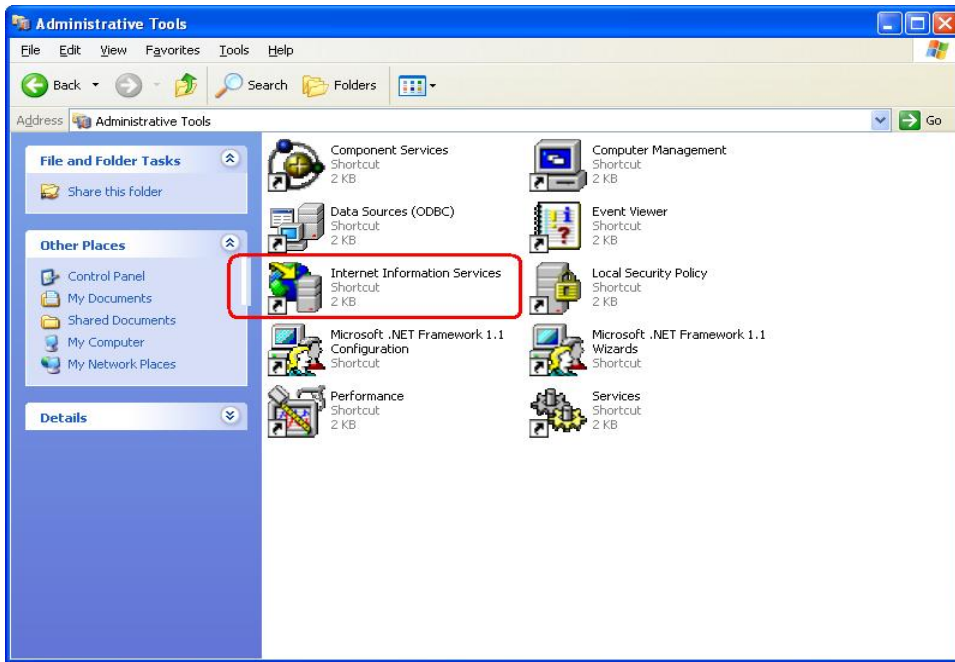 Administrative Tools
File Edit View Favorites Tools Help
Back Search Folders
Address Administrative Tools Go
File and Folder Tasks
Share this folder
Other Places
Control Panel
My Documents
Shared Documents
My Computer
My Network Places
Details
Component Services
Shortcut
2 KB
Computer Management
Shortcut
2 KB
Data Sources (ODBC)
Shortcut
2 KB
Event Viewer
Shortcut
2 KB
Internet Information Services
Shortcut
2 KB
Local Security Policy
Shortcut
2 KB
Microsoft .NET Framework 1.1
Configuration
Shortcut
Microsoft .NET Framework 1.1
Wizards
Shortcut
Performance
Shortcut
2 KB
Services
Shortcut
2 KB